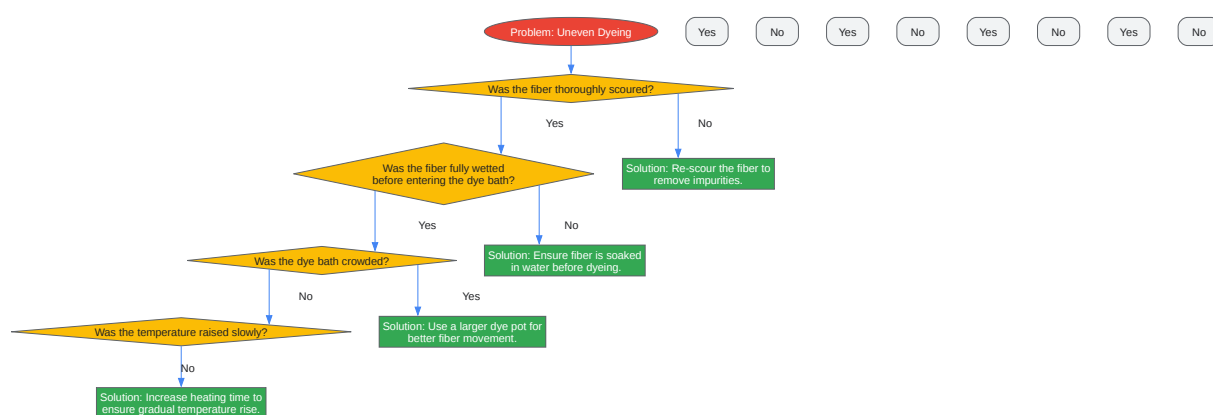 Problem: Uneven Dyeing
Yes
No
Yes
No
Yes
No
Yes
No
Was the fiber thoroughly scoured?
Yes
No
Was the fiber fully wetted
before entering the dye bath?
Solution: Re-scour the fiber to
remove impurities.
Yes
No
Was the dye bath crowded?
Solution: Ensure fiber is soaked
in water before dyeing.
No
Yes
Was the temperature raised slowly?
Solution: Use a larger dye pot for
better fiber movement.
No
Solution: Increase heating time to
ensure gradual temperature rise.